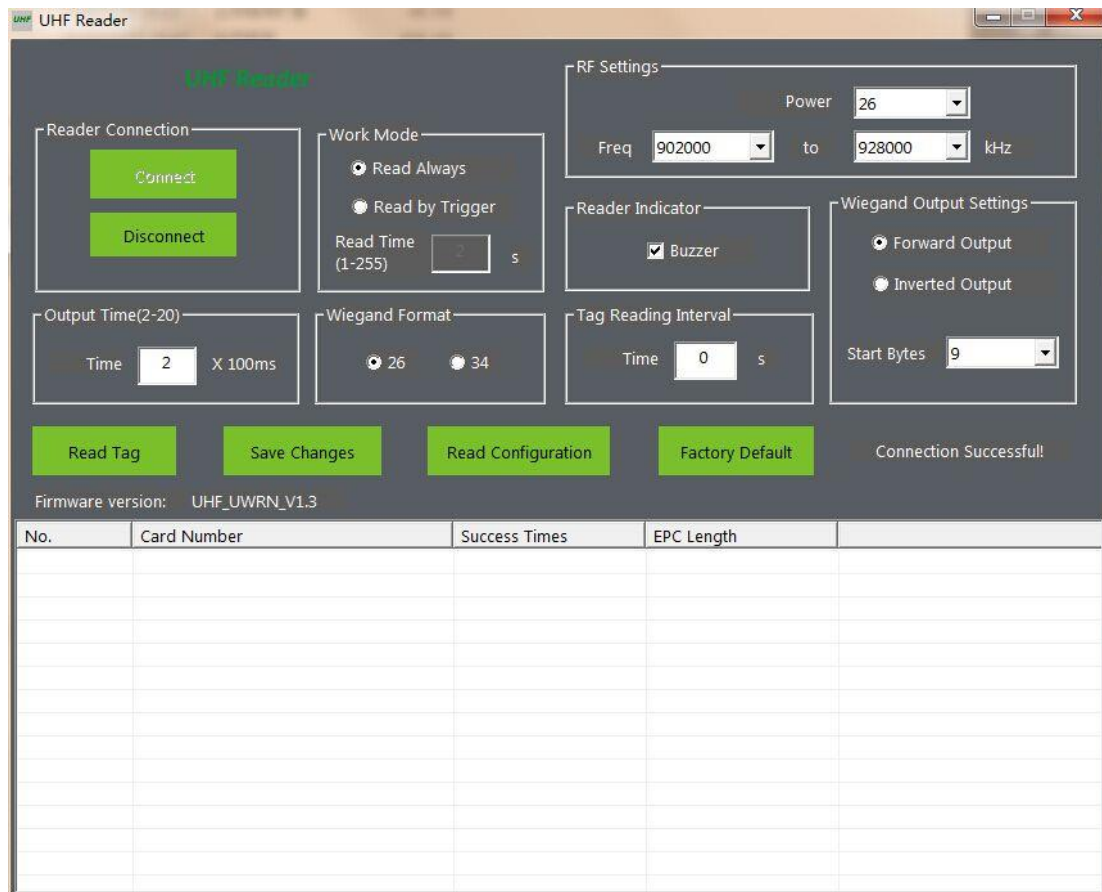 UHF UHF Reader
UHF Reader
RF Settings
Power 26
Freq 902000 to 928000 kHz
Reader Connection
Connect
Disconnect
Work Mode
Read Always
Read by Trigger
Read Time
(1-255)
2 s
Reader Indicator
Buzzer
Wiegand Output Settings
Forward Output
Inverted Output
Start Bytes 9
Output Time(2-20)
Time 2 X 100ms
Wiegand Format
26 34
Tag Reading Interval
Time 0 s
Read Tag Save Changes Read Configuration Factory Default Connection Successful!
Firmware version: UHF_UWRN_V1.3
No. Card Number Success Times EPC Length